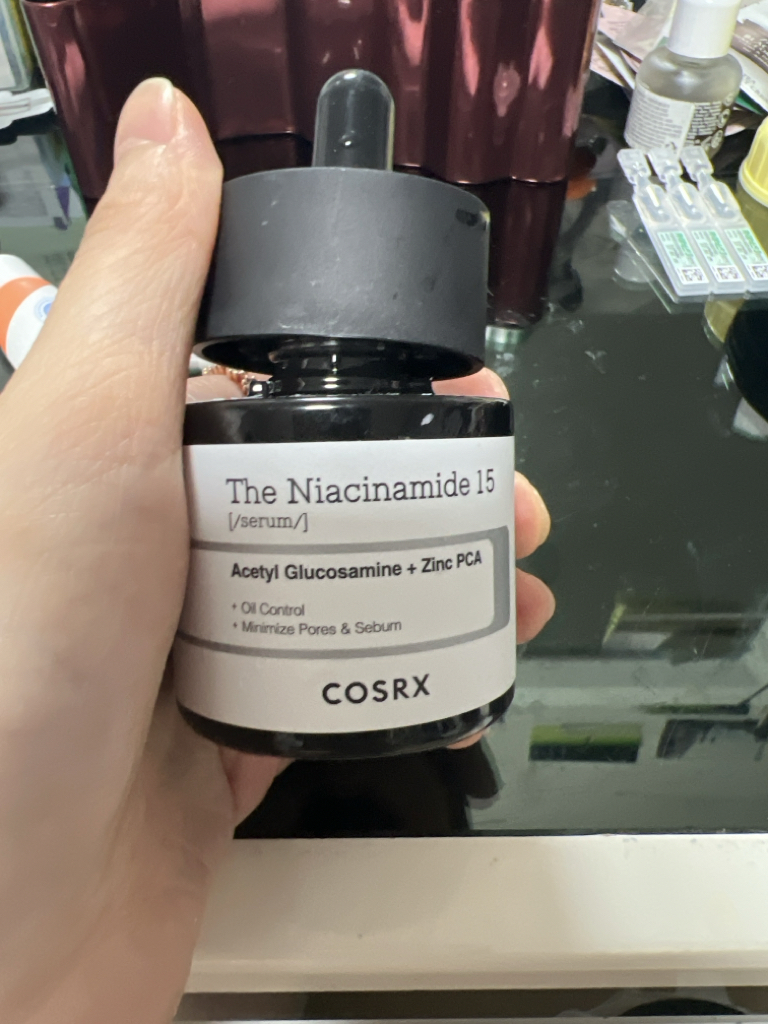 The Niacinamide 15
[/serum/]
Acetyl Glucosamine + Zinc PCA
+ Oil Control
+ Minimize Pores & Sebum
COSRX